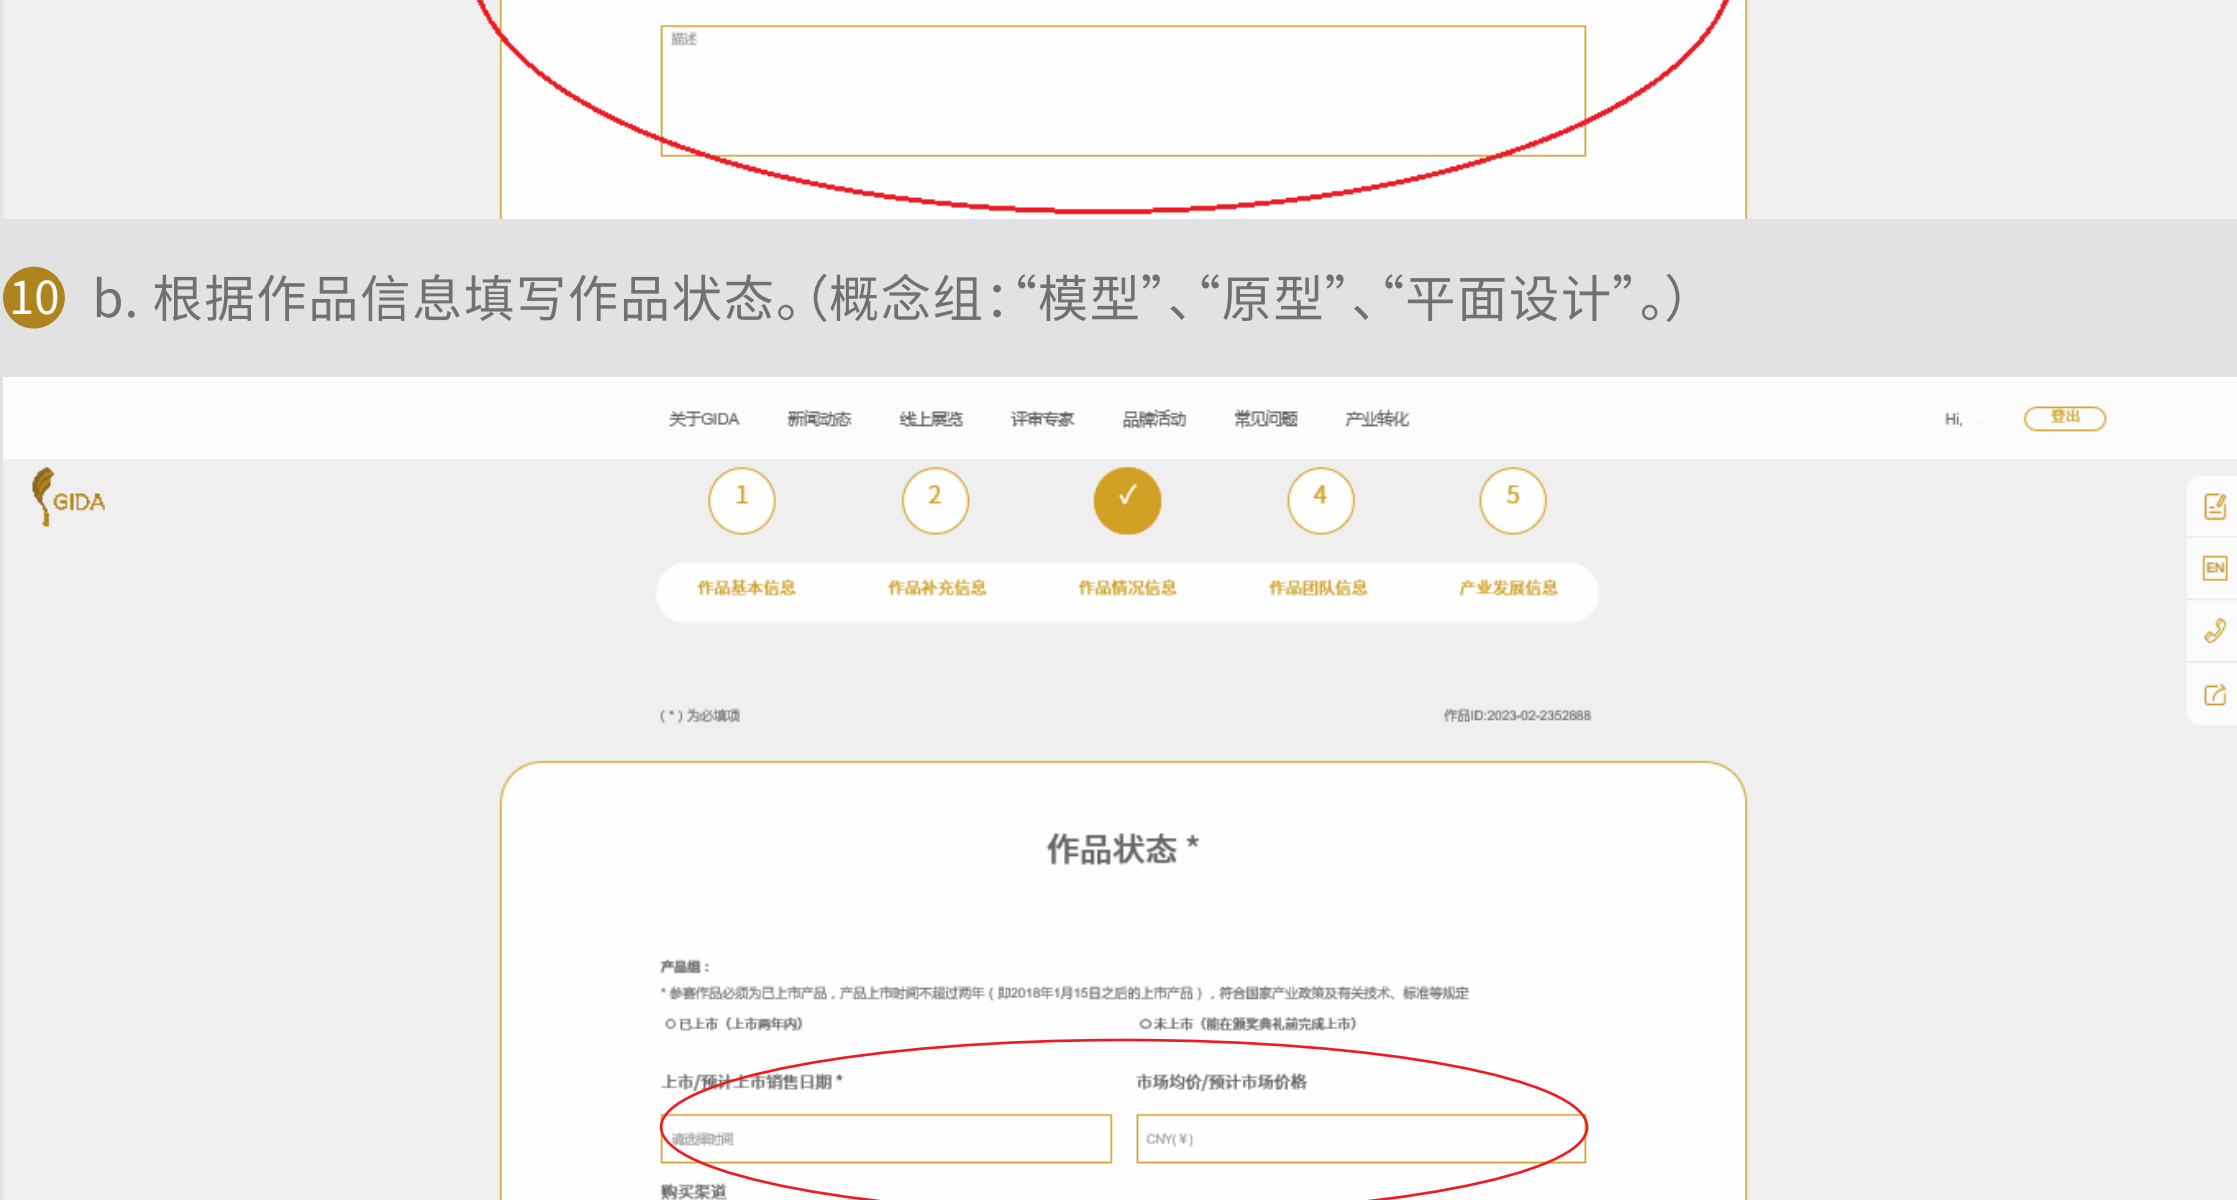 描述
10 b. 根据作品信息填写作品状态。（概念组：“模型”、“原型”、“平面设计”。）
关于GIDA 新闻动态 线上展览 评审专家 品牌活动 常见问题 产业转化 Hi, 登出
GIDA
1 2 ✓ 4 5
作品基本信息 作品补充信息 作品情况信息 作品团队信息 产业发展信息
EN
( * ) 为必填项 作品ID:2023-02-2352888
作品状态 *
产品组：
* 参赛作品必须为已上市产品，产品上市时间不超过两年（即2018年1月15日之后的上市产品），符合国家产业政策及有关技术、标准等规定
已上市（上市两年内） 未上市（能在颁奖典礼前完成上市）
上市/预计上市销售日期 * 市场均价/预计市场价格
请选择时间 CNY(￥)
购买渠道